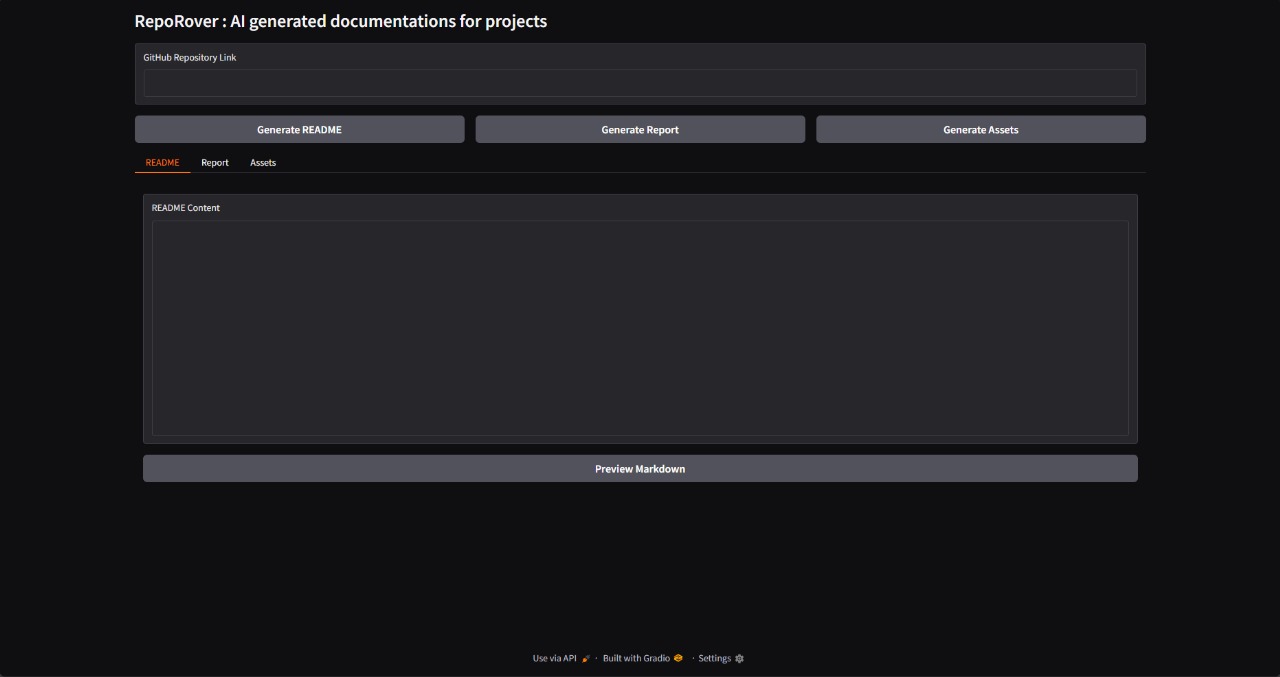 RepoRover : AI generated documentations for projects
GitHub Repository Link
Generate README Generate Report Generate Assets
README Report Assets
README Content
Preview Markdown
Use via API · Built with Gradio · Settings